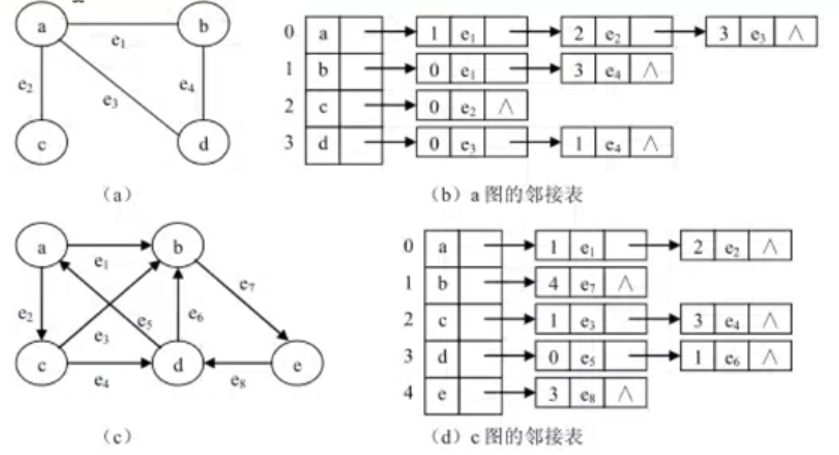 a e₁ b
e₂ e₃ e₄
c d
(a)
0 a 1 e₁ 2 e₂ 3 e₃ ∧
1 b 0 e₁ 3 e₄ ∧
2 c 0 e₂ ∧
3 d 0 e₃ 1 e₄ ∧
(b) a 图的邻接表
a e₁ b
e₂ e₃ e₅ e₆ e₇
c e₄ d e₈ e
(c)
0 a 1 e₁ 2 e₂ ∧
1 b 4 e₇ ∧
2 c 1 e₃ 3 e₄ ∧
3 d 0 e₅ 1 e₆ ∧
4 e 3 e₈ ∧
(d) c 图的邻接表